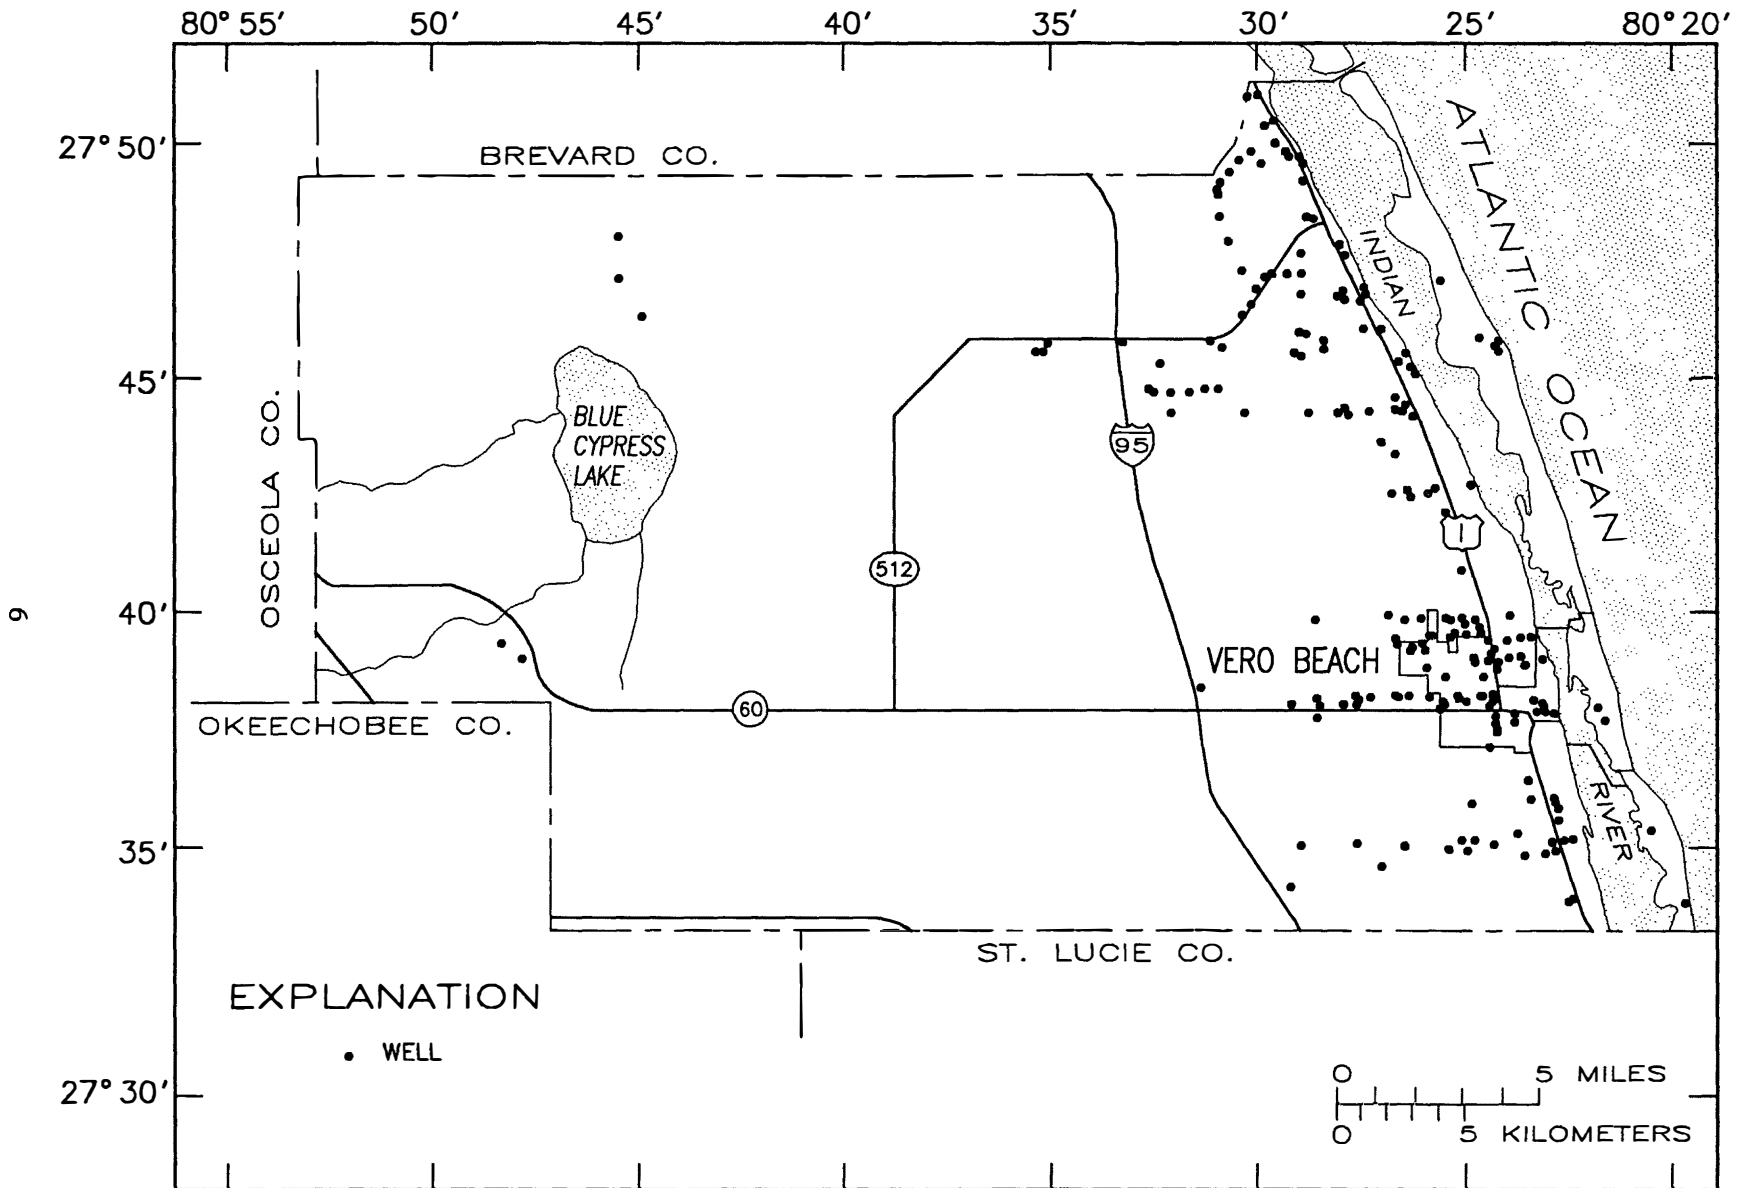 80° 55′ 50′ 45′ 40′ 35′ 30′ 25′ 80° 20′
27° 50′
BREVARD CO.
ATLANTIC OCEAN
INDIAN
45′
OSCEOLA CO.
BLUE
CYPRESS
LAKE
95
1
512
40′
9
VERO BEACH
60
OKEECHOBEE CO.
RIVER
35′
ST. LUCIE CO.
EXPLANATION
WELL
27° 30′
0 5 MILES
0 5 KILOMETERS